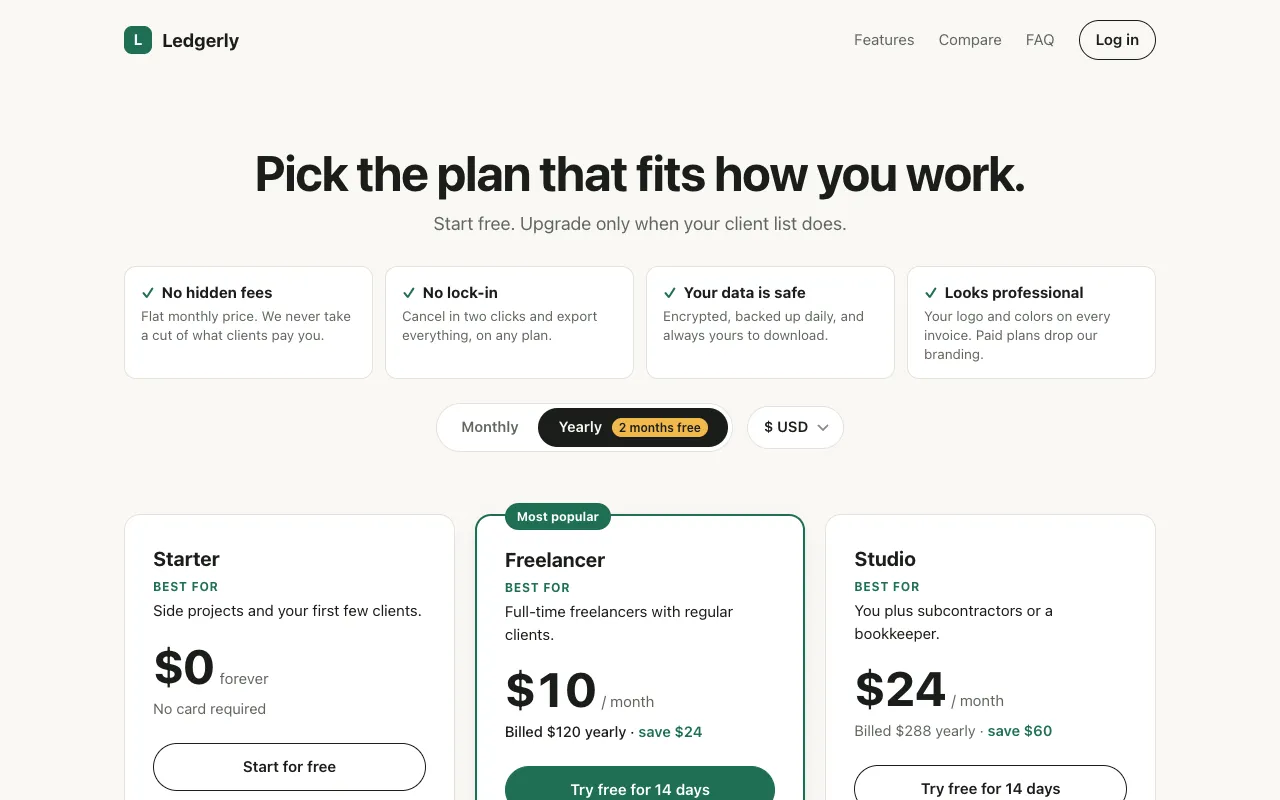 L Ledgerly
Features Compare FAQ Log in
Pick the plan that fits how you work.
Start free. Upgrade only when your client list does.
No hidden fees
Flat monthly price. We never take
a cut of what clients pay you.
No lock-in
Cancel in two clicks and export
everything, on any plan.
Your data is safe
Encrypted, backed up daily, and
always yours to download.
Looks professional
Your logo and colors on every
invoice. Paid plans drop our
branding.
Monthly Yearly 2 months free $ USD
Starter
BEST FOR
Side projects and your first few clients.
$0 forever
No card required
Start for free
Most popular
Freelancer
BEST FOR
Full-time freelancers with regular
clients.
$10 / month
Billed $120 yearly · save $24
Try free for 14 days
Studio
BEST FOR
You plus subcontractors or a
bookkeeper.
$24 / month
Billed $288 yearly · save $60
Try free for 14 days